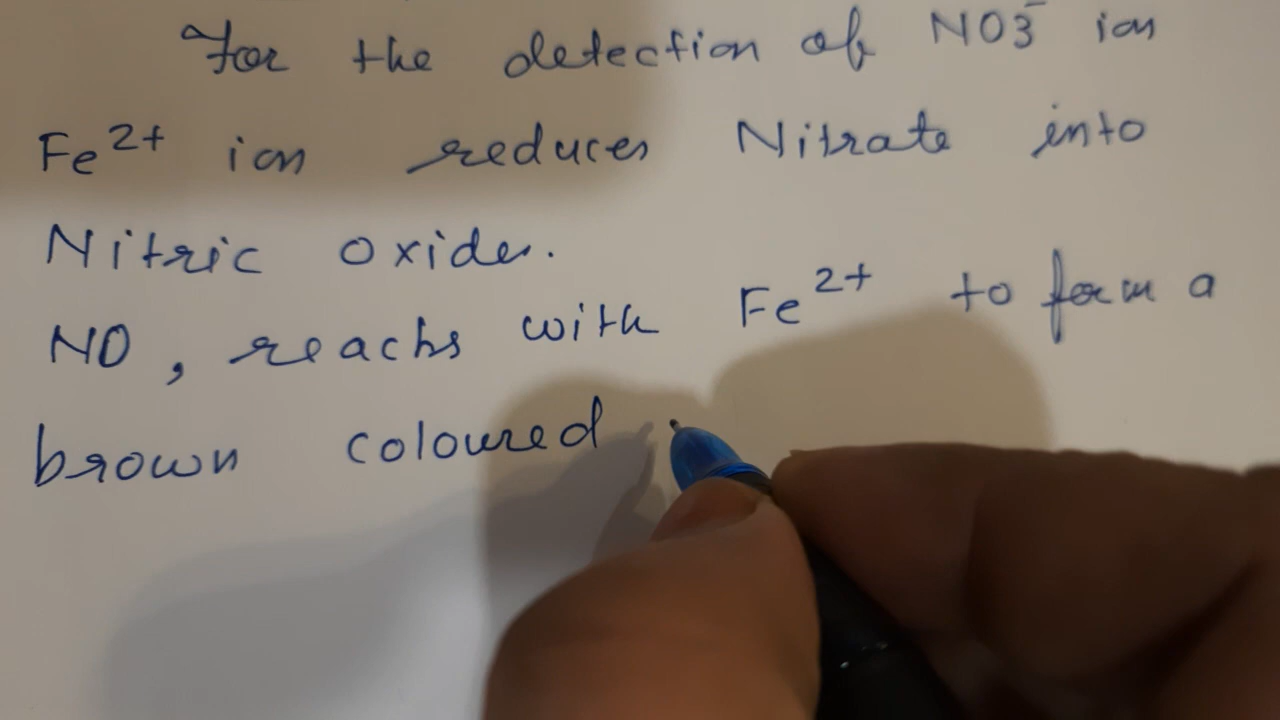 For the detection of NO3⁻ ion
Fe²⁺ ion reduces Nitrate into
Nitric oxide.
NO, reacts with Fe²⁺ to form a
brown coloured